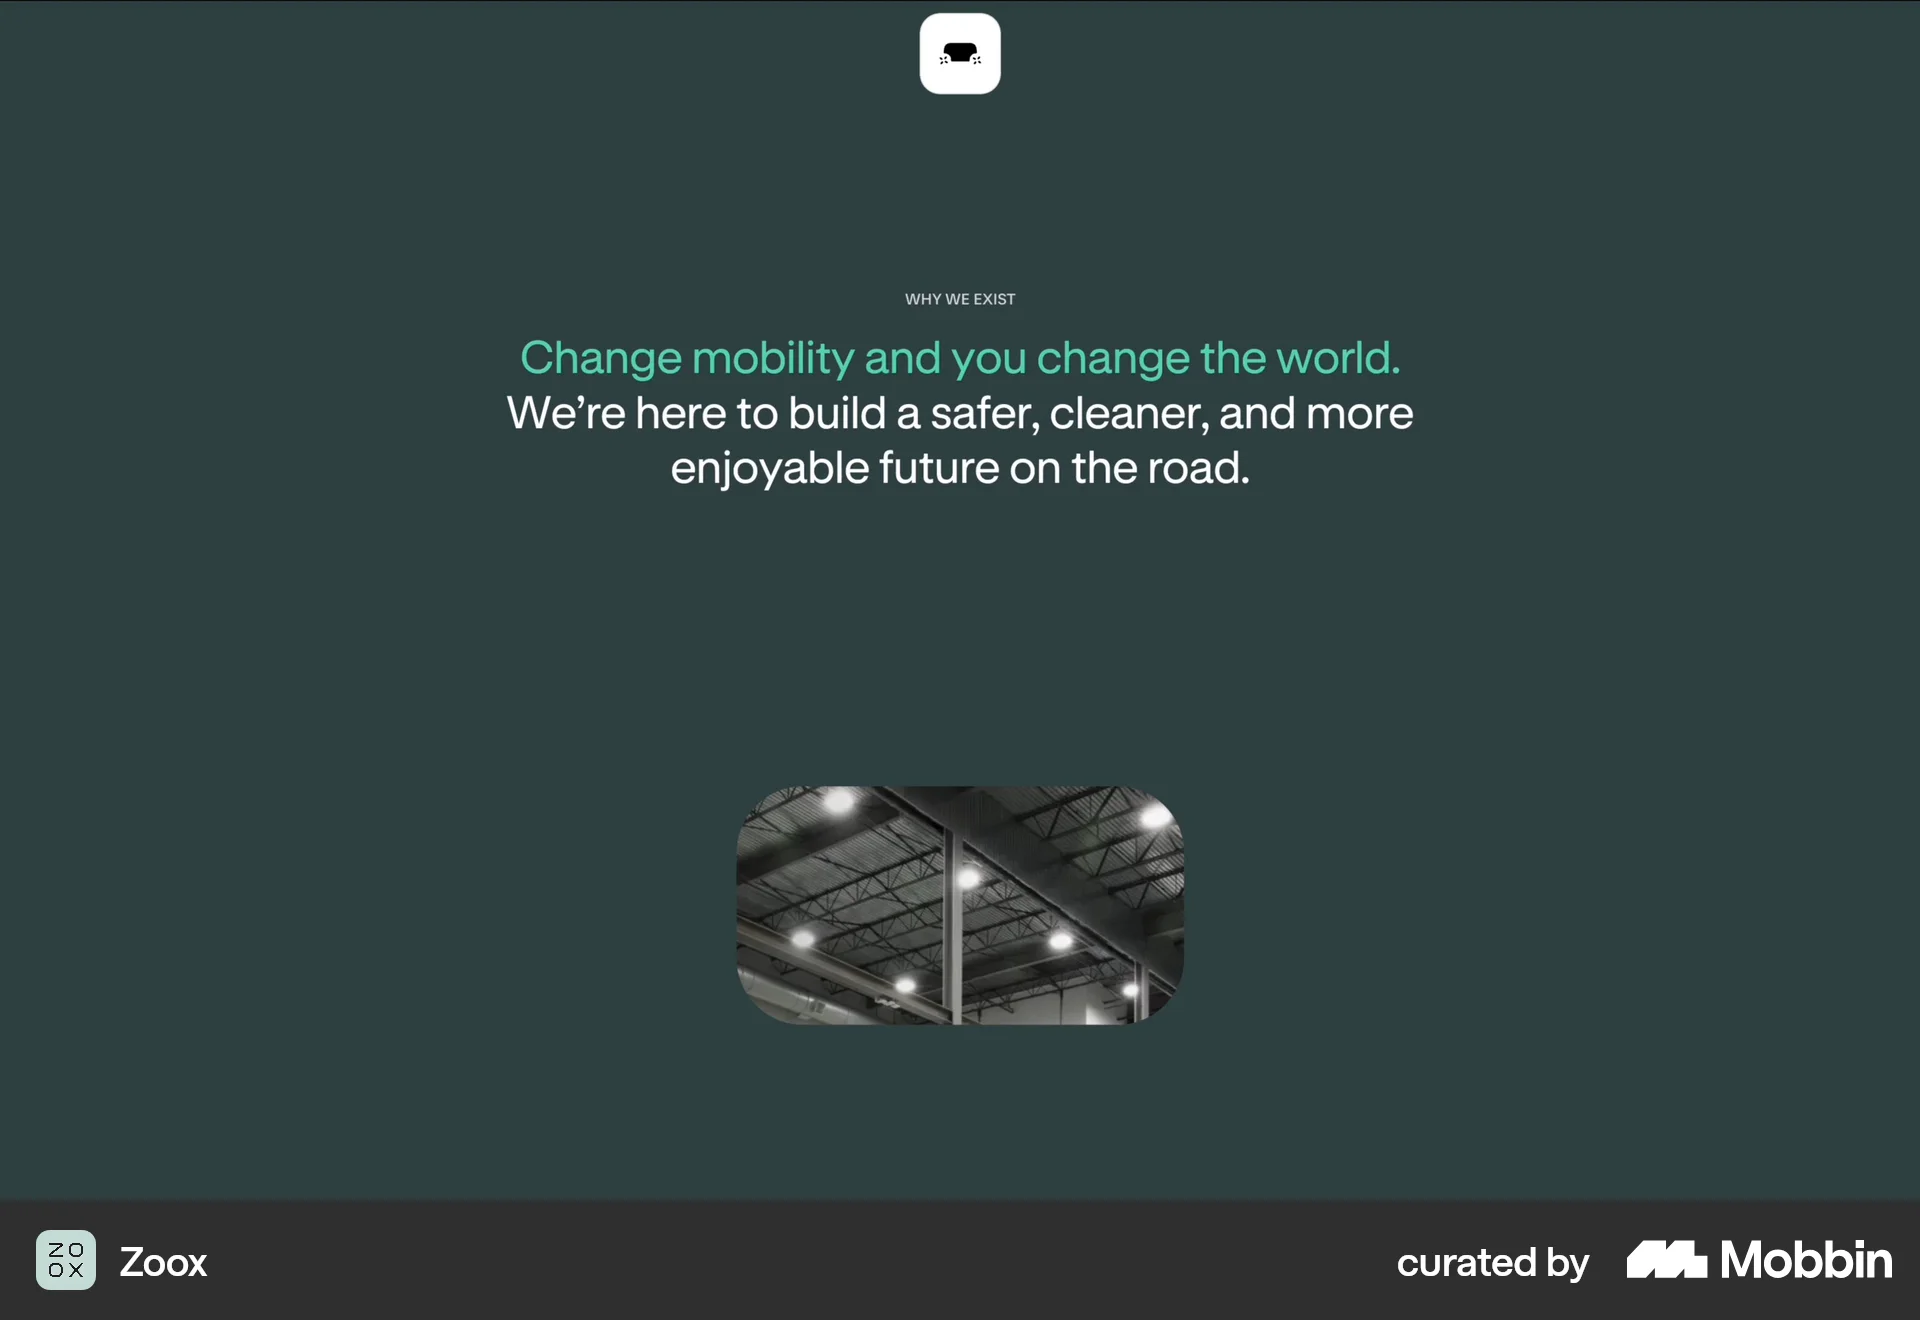 WHY WE EXIST
Change mobility and you change the world.
We’re here to build a safer, cleaner, and more
enjoyable future on the road.
ZO
OX
Zoox
curated by
Mobbin